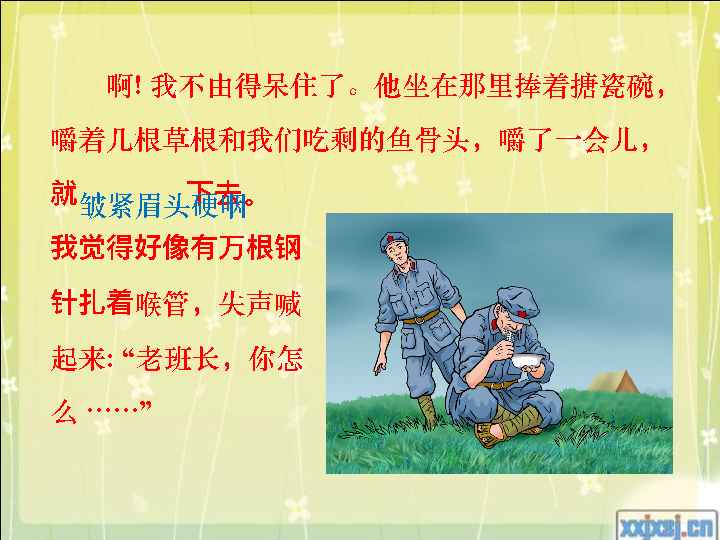 啊!我不由得呆住了。他坐在那里捧着搪瓷碗，
嚼着几根草根和我们吃剩的鱼骨头，嚼了一会儿，
就皱紧眉头硬咽下去。
我觉得好像有万根钢
针扎着喉管，失声喊
起来:“老班长，你怎
么……”
xxjxsj.cn